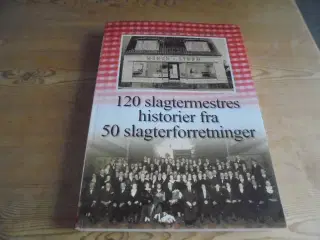 120 slagtermestres
historier fra
50 slagterforretninger